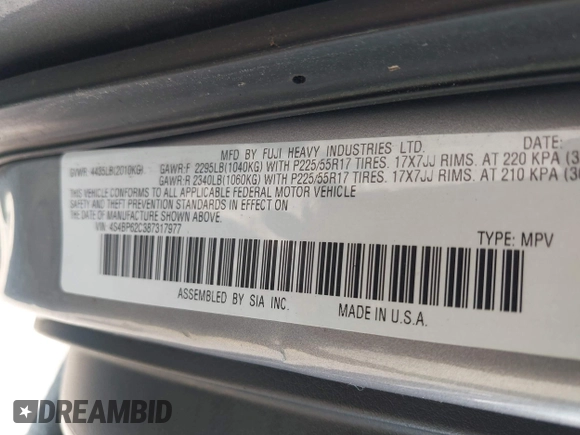 MFD BY FUJI HEAVY INDUSTRIES LTD. DATE:
GVWR: 4435LB(2010KG) GAWR:F 2295LB(1040KG) WITH P225/55R17 TIRES. 17X7JJ RIMS. AT 220 KPA (3
GAWR:R 2340LB(1060KG) WITH P225/55R17 TIRES. 17X7JJ RIMS. AT 210 KPA (3
THIS VEHICLE CONFORMS TO ALL APPLICABLE FEDERAL MOTOR VEHICLE
SAFETY AND THEFT PREVENTION STANDARDS IN EFFECT ON THE DATE
OF MANUFACTURE SHOWN ABOVE.
VIN 4S4BP62C387317977 TYPE: MPV
ASSEMBLED BY SIA INC. MADE IN U.S.A.
DREAMBID